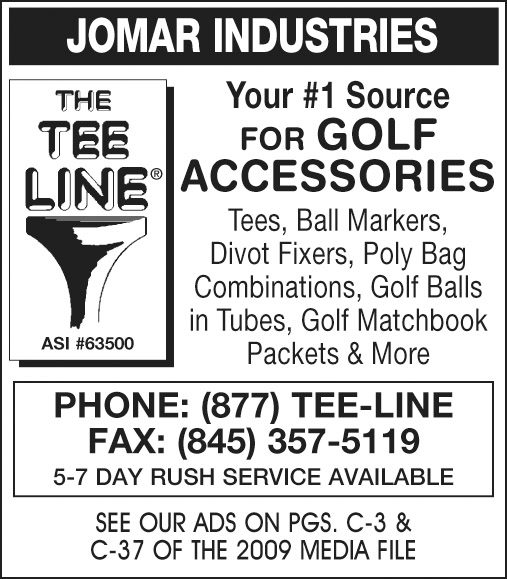 JOMAR INDUSTRIES
THE
TEE
LINE®
ASI #63500
Your #1 Source
FOR GOLF
ACCESSORIES
Tees, Ball Markers,
Divot Fixers, Poly Bag
Combinations, Golf Balls
in Tubes, Golf Matchbook
Packets & More
PHONE: (877) TEE-LINE
FAX: (845) 357-5119
5-7 DAY RUSH SERVICE AVAILABLE
SEE OUR ADS ON PGS. C-3 &
C-37 OF THE 2009 MEDIA FILE